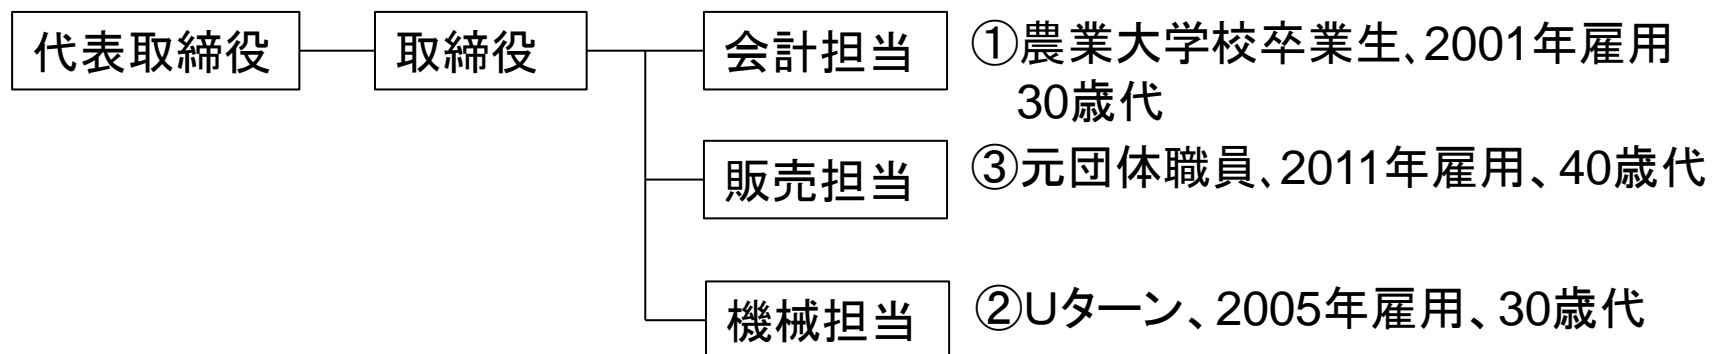 代表取締役
取締役
会計担当
①農業大学校卒業生、2001年雇用
30歳代
販売担当
③元団体職員、2011年雇用、40歳代
機械担当
②Uターン、2005年雇用、30歳代